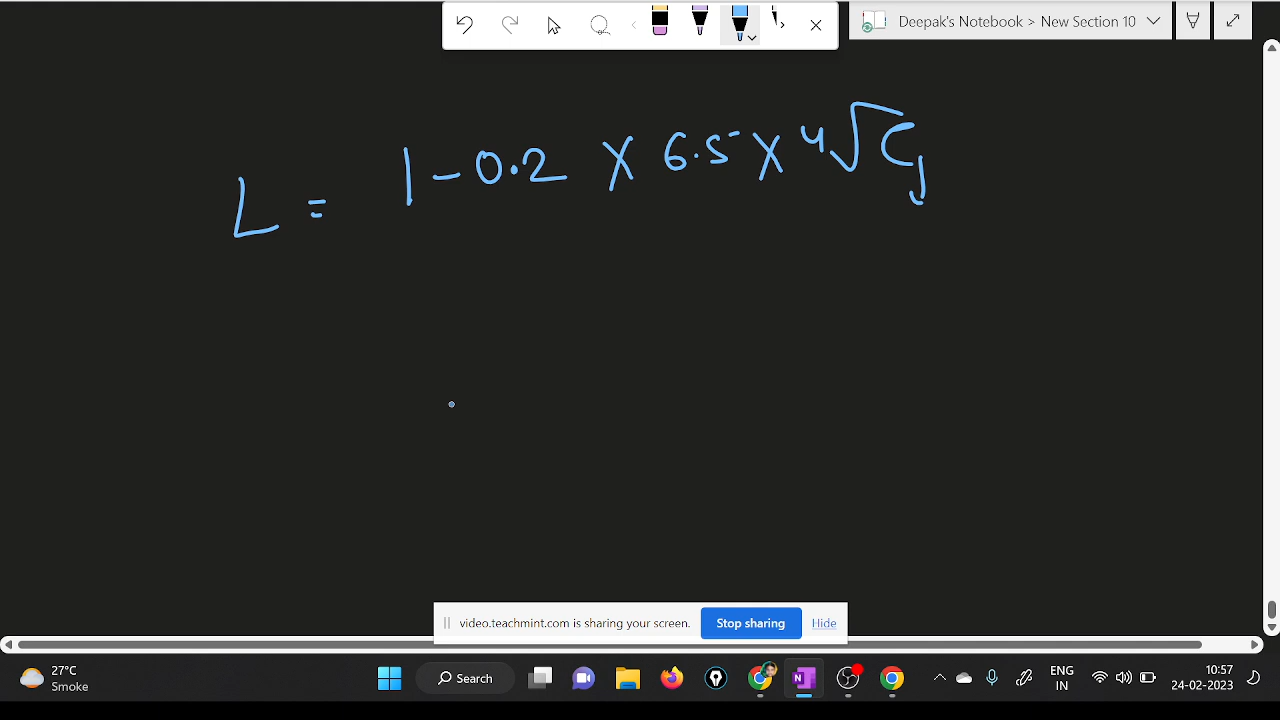 Deepak's Notebook > New Section 10
L = 1 - 0.2 X 6.5 X ⁴√Cj
video.teachmint.com is sharing your screen. Stop sharing Hide
27°C
Smoke
Search
ENG
IN
10:57
24-02-2023